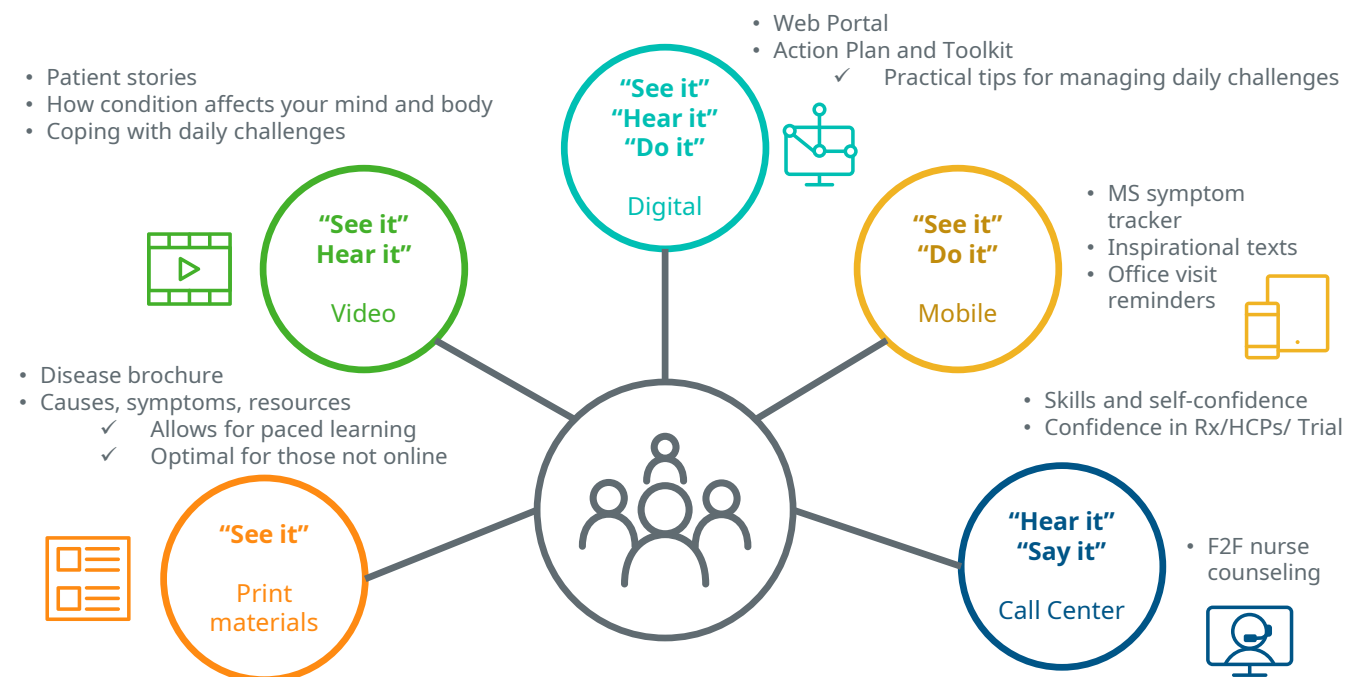 • Web Portal
• Action Plan and Toolkit
✓ Practical tips for managing daily challenges
“See it”
“Hear it”
“Do it”
Digital
• Patient stories
• How condition affects your mind and body
• Coping with daily challenges
“See it”
Hear it”
Video
“See it”
“Do it”
Mobile
• MS symptom
tracker
• Inspirational texts
• Office visit
reminders
• Disease brochure
• Causes, symptoms, resources
✓ Allows for paced learning
✓ Optimal for those not online
“See it”
Print
materials
• Skills and self-confidence
• Confidence in Rx/HCPs/ Trial
“Hear it”
“Say it”
Call Center
• F2F nurse
counseling